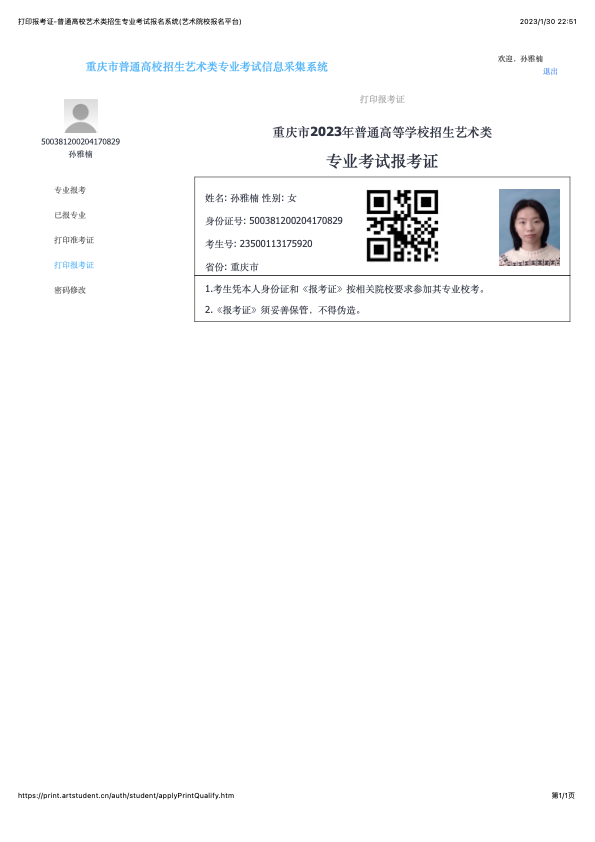 打印报考证-普通高校艺术类招生专业考试报名系统(艺术院校报名平台) 2023/1/30 22:51
重庆市普通高校招生艺术类专业考试信息采集系统
欢迎，孙雅楠
退出
500381200204170829
孙雅楠
专业报考
已报专业
打印准考证
打印报考证
密码修改
打印报考证
重庆市2023年普通高等学校招生艺术类
专业考试报考证
姓名: 孙雅楠 性别: 女
身份证号: 500381200204170829
考生号: 23500113175920
省份: 重庆市
1.考生凭本人身份证和《报考证》按相关院校要求参加其专业校考。
2.《报考证》须妥善保管，不得伪造。
https://print.artstudent.cn/auth/student/applyPrintQualify.htm 第1/1页